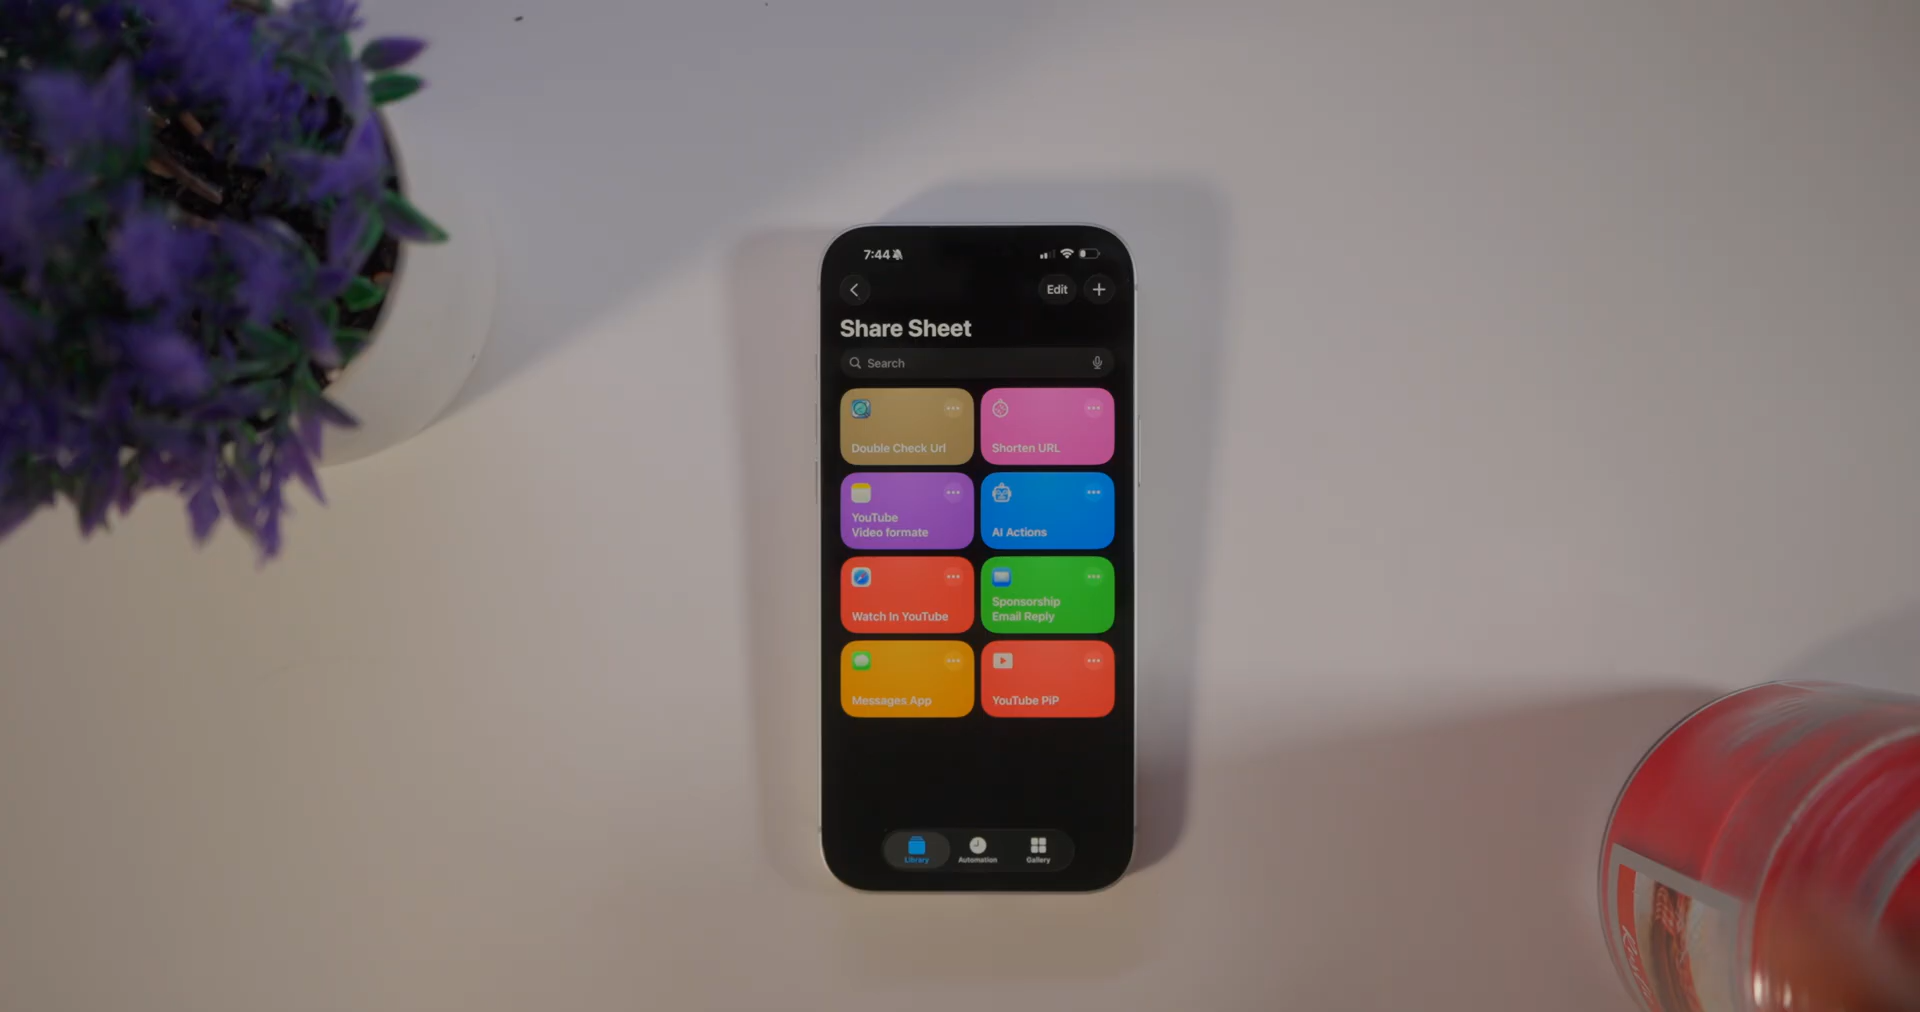 7:44
Edit
Share Sheet
Search
Double Check Url
Shorten URL
YouTube
Video formate
AI Actions
Watch In YouTube
Sponsorship
Email Reply
Messages App
YouTube PiP
Library
Automation
Gallery